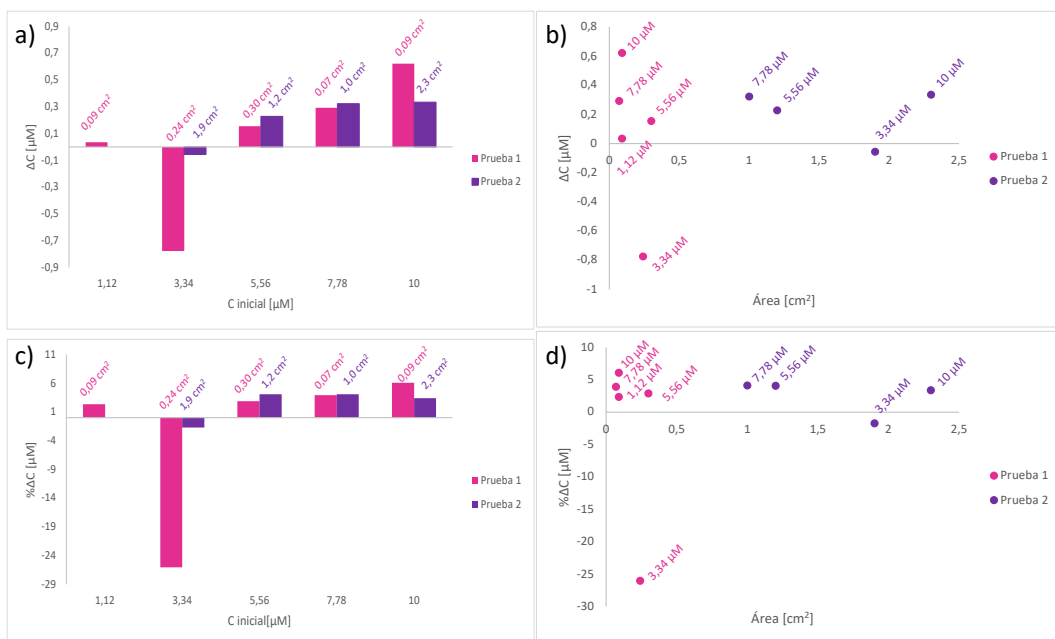 a)
0,9
0,7
0,5
0,3
0,1
-0,1
-0,3
-0,5
-0,7
-0,9
ΔC [µM]
0,09 cm²
0,24 cm²
1,9 cm²
0,30 cm²
1,2 cm²
0,07 cm²
1,0 cm²
0,09 cm²
2,3 cm²
1,12
3,34
5,56
7,78
10
C inicial [µM]
Prueba 1
Prueba 2
b)
0,8
0,6
0,4
0,2
0
-0,2
-0,4
-0,6
-0,8
-1
ΔC [µM]
10 µM
7,78 µM
5,56 µM
1,12 µM
3,34 µM
7,78 µM
5,56 µM
3,34 µM
10 µM
0,5
1
1,5
2
2,5
Área [cm²]
Prueba 1
Prueba 2
c)
11
6
1
-4
-9
-14
-19
-24
-29
%ΔC [µM]
0,09 cm²
0,24 cm²
1,9 cm²
0,30 cm²
1,2 cm²
0,07 cm²
1,0 cm²
0,09 cm²
2,3 cm²
1,12
3,34
5,56
7,78
10
C inicial[µM]
Prueba 1
Prueba 2
d)
10
5
0
-5
-10
-15
-20
-25
-30
%ΔC [µM]
10 µM
7,78 µM
1,12 µM
5,56 µM
3,34 µM
7,78 µM
5,56 µM
3,34 µM
10 µM
0
0,5
1
1,5
2
2,5
Área [cm²]
Prueba 1
Prueba 2